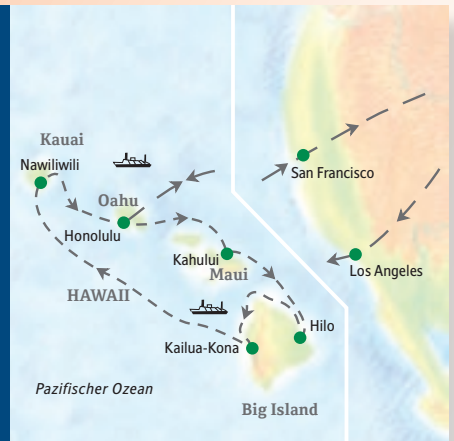 Kauai
Nawiliwili
Oahu
Honolulu
San Francisco
Kahului
Maui
Los Angeles
HAWAII
Hilo
Kailua-Kona
Pazifischer Ozean
Big Island